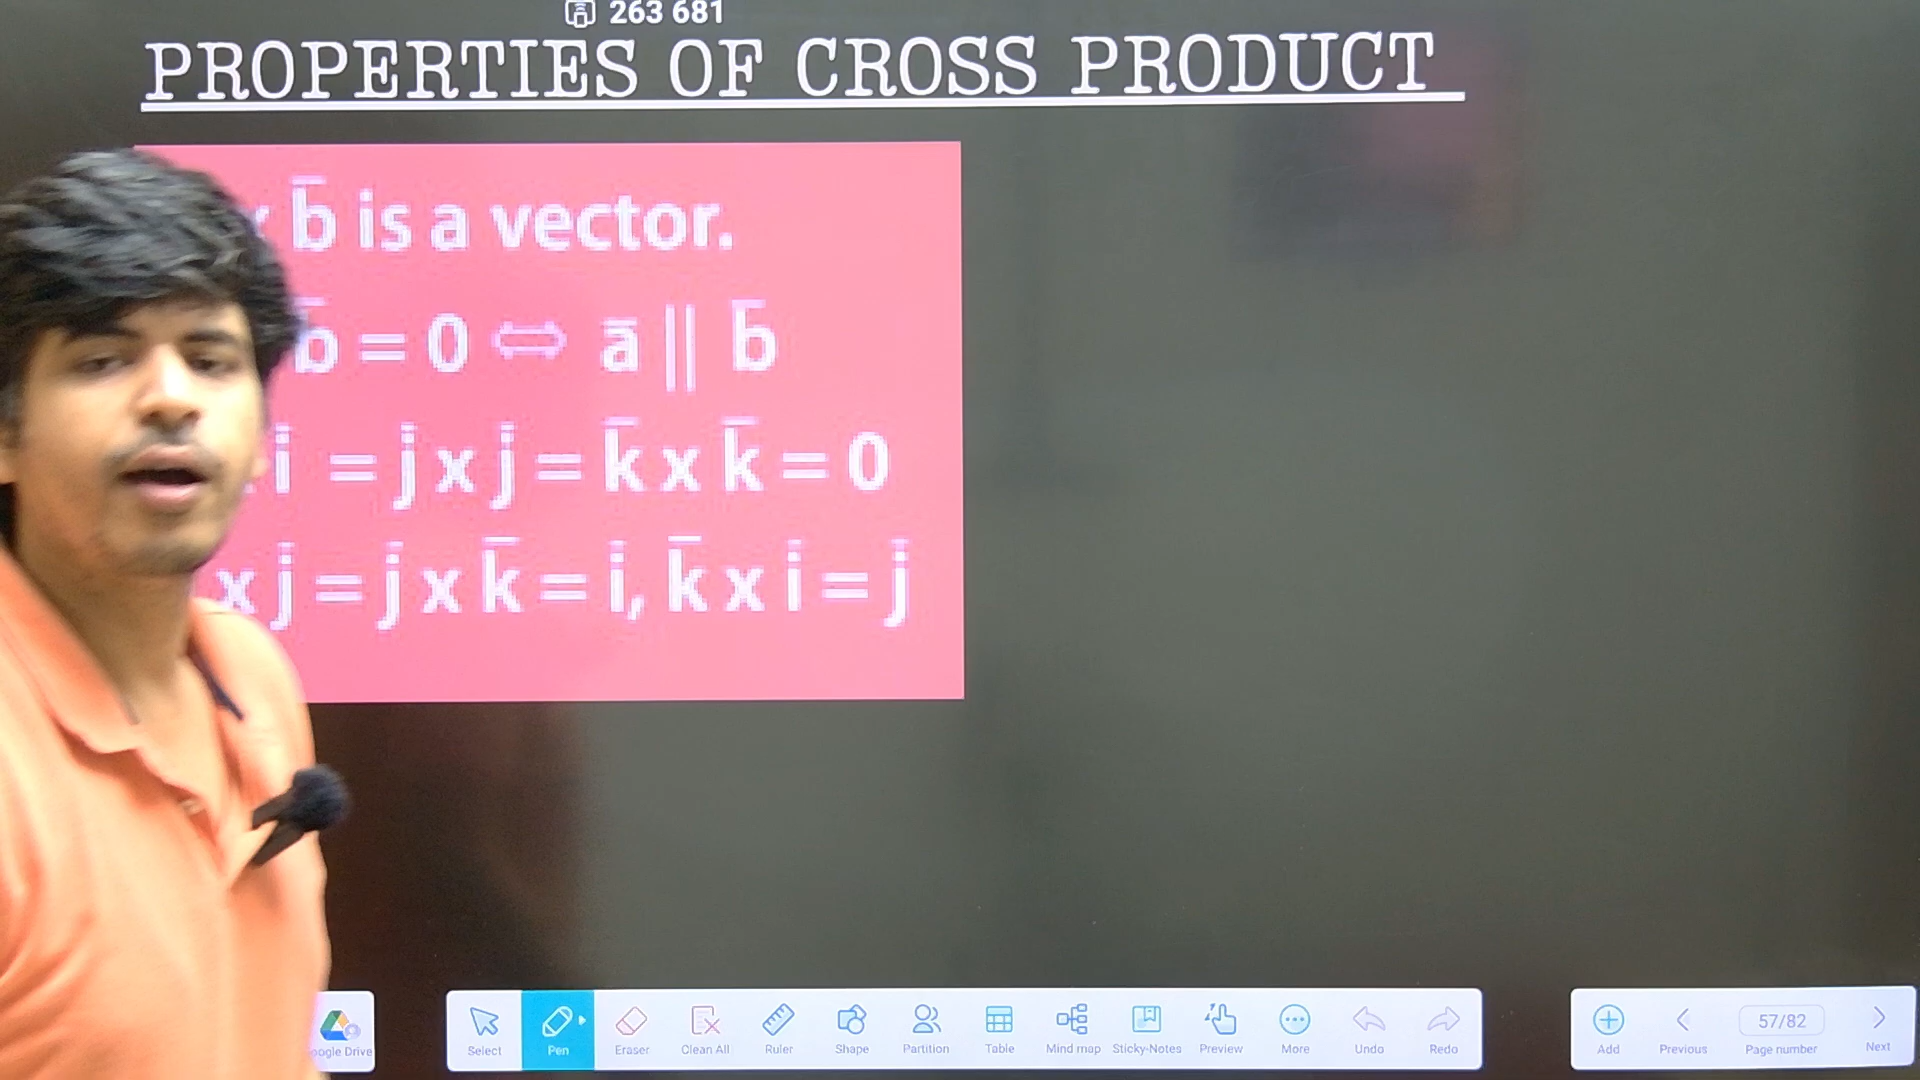 263 681
PROPERTIES OF CROSS PRODUCT
b̄ is a vector.
b̄ = 0 ⇔ ā || b̄
i = j x j = k̄ x k̄ = 0
x j = j x k̄ = i, k̄ x i = j
Google Drive
Select
Pen
Eraser
Clean All
Ruler
Shape
Partition
Table
Mind map
Sticky-Notes
Preview
More
Undo
Redo
Add
Previous
57/82
Page number
Next